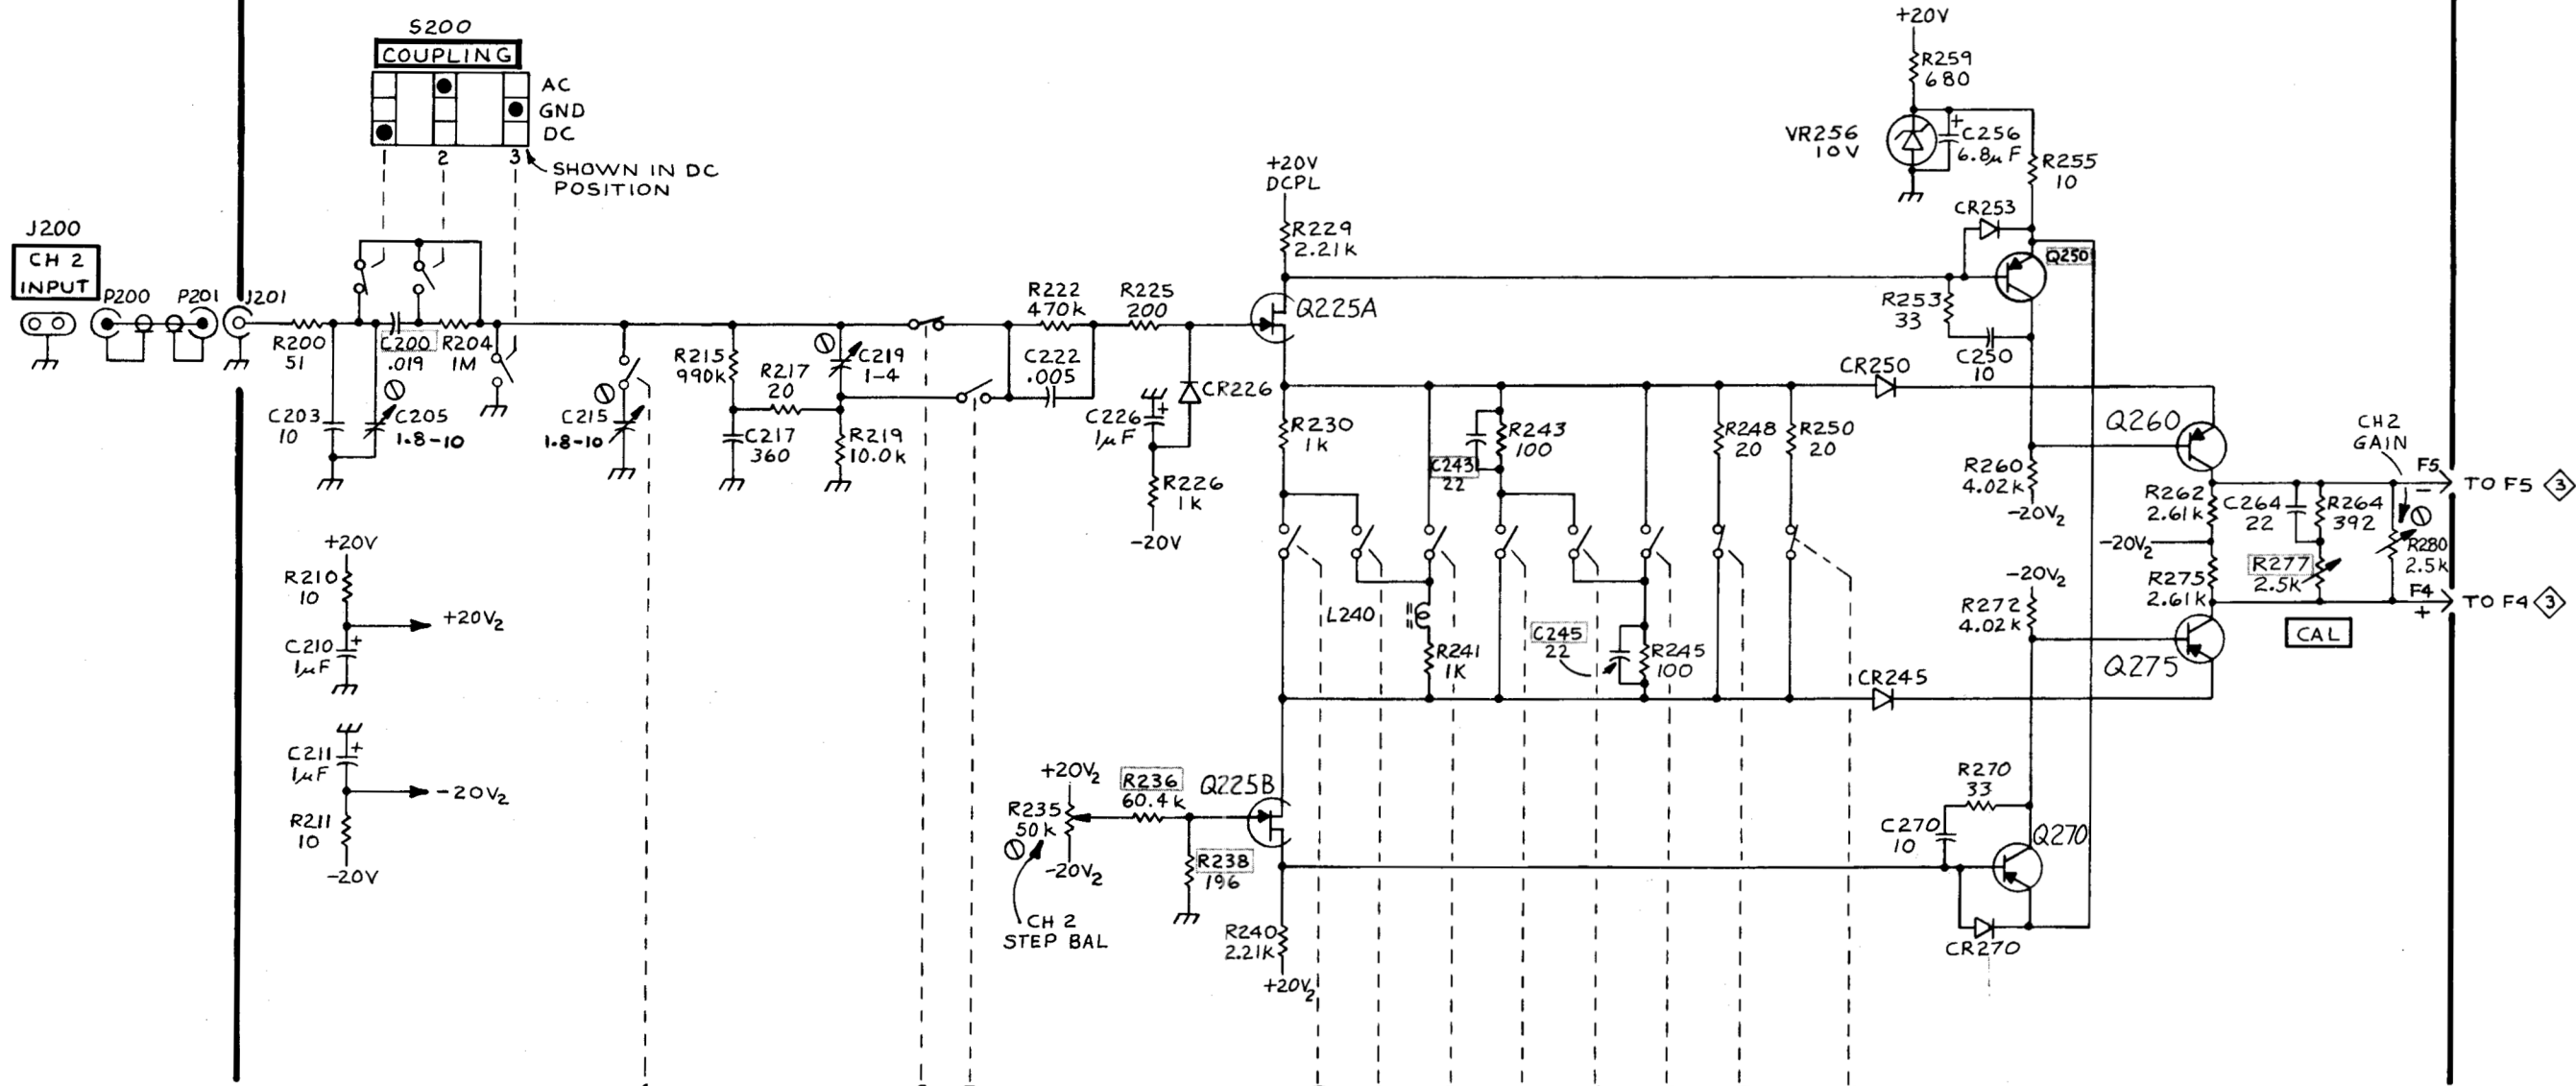 S200
COUPLING
AC
GND
DC
1 2 3
SHOWN IN DC
POSITION
J200
CH 2
INPUT
P200
P201
J201
R200
51
C200
.019
R204
1M
C203
10
C205
1.8-10
C215
1.8-10
R215
990K
R217
20
C217
360
C219
1-4
R219
10.0k
R222
470k
C222
.005
R225
200
CR226
C226
1µF
R226
1K
-20V
+20V
R210
10
+20V₂
C210
1µF
C211
1µF
-20V₂
R211
10
-20V
+20V
DCPL
R229
2.21K
Q225A
R230
1k
C243
22
R243
100
R248
20
R250
20
L240
R241
1K
C245
22
R245
100
+20V₂
R235
50k
-20V₂
CH 2
STEP BAL
R236
60.4k
R238
196
Q225B
R240
2.21K
+20V₂
+20V
R259
680
VR256
10V
C256
6.8µF
R255
10
CR253
Q250
R253
33
C250
10
CR250
Q260
R260
4.02k
-20V₂
R262
2.61k
-20V₂
R275
2.61k
-20V₂
R272
4.02k
Q275
CR245
R270
33
C270
10
Q270
CR270
C264
22
R264
392
R277
2.5k
CH2
GAIN
R280
2.5k
F5
-
TO F5 3
F4
+
TO F4 3
CAL